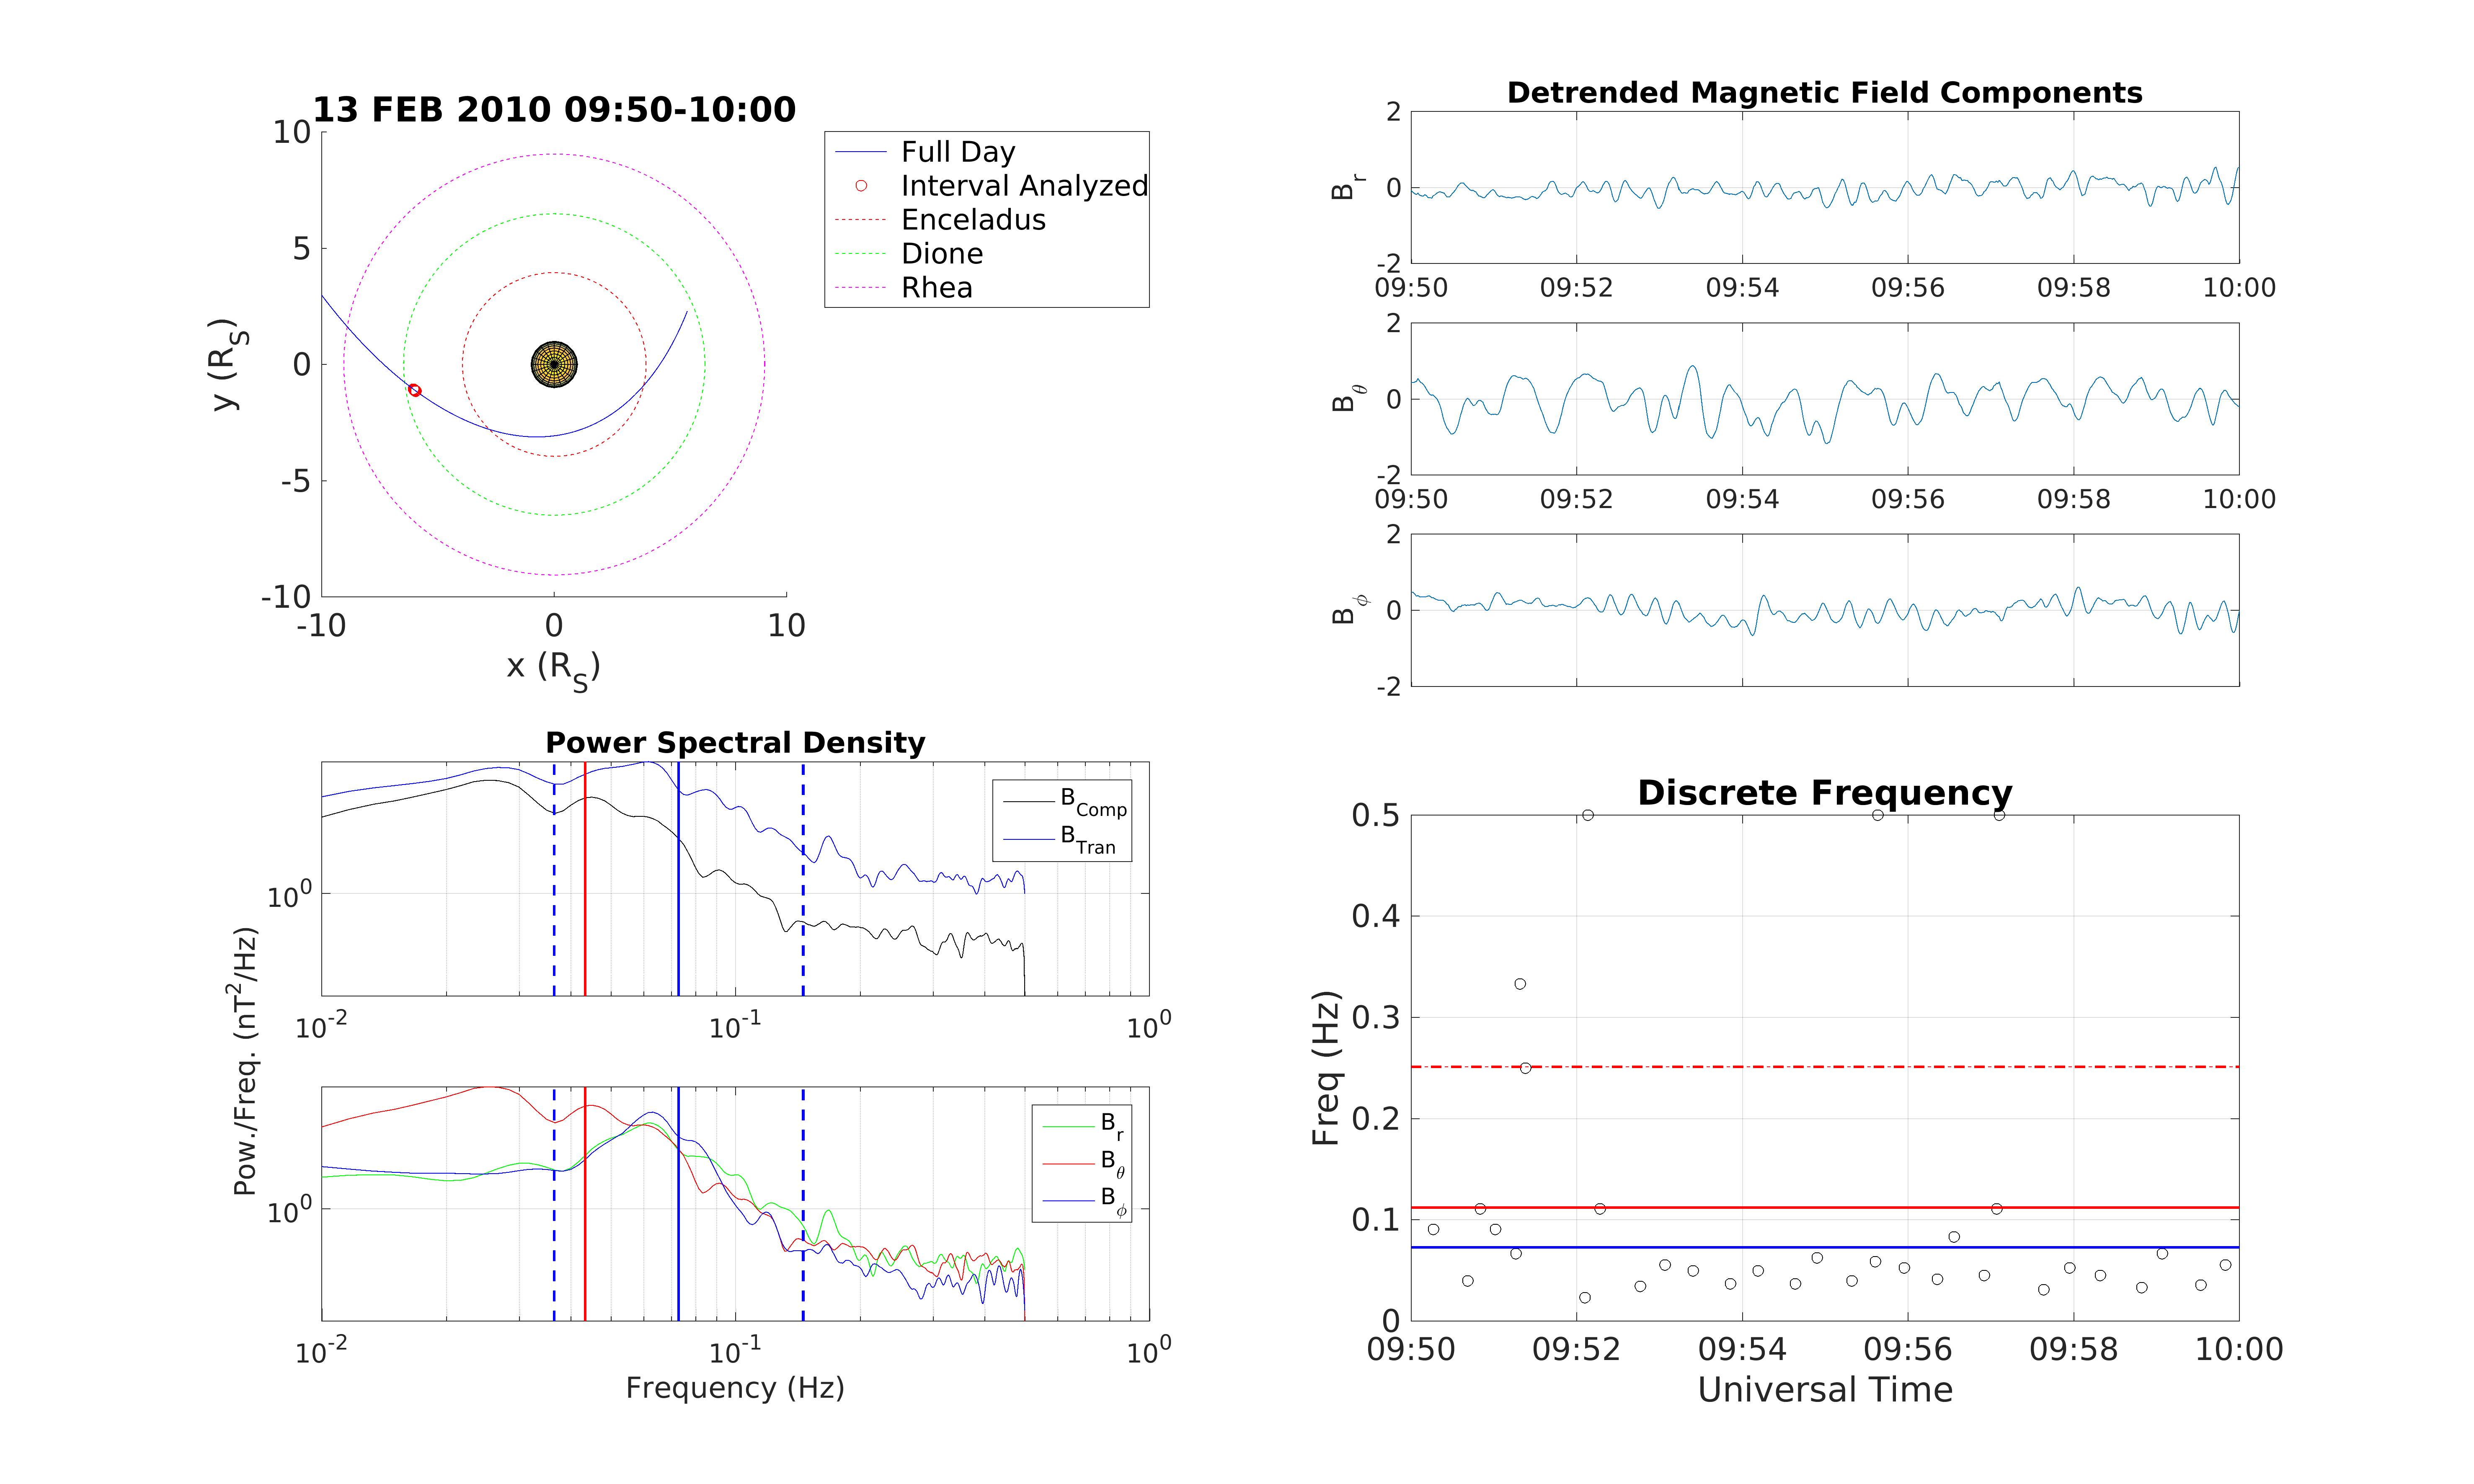 13 FEB 2010 09:50-10:00
10
5
0
-5
-10
-10
0
10
y (R_S)
x (R_S)
Full Day
Interval Analyzed
Enceladus
Dione
Rhea
Detrended Magnetic Field Components
2
0
-2
B_r
09:50
09:52
09:54
09:56
09:58
10:00
2
0
-2
B_θ
09:50
09:52
09:54
09:56
09:58
10:00
2
0
-2
B_ϕ
Power Spectral Density
10^0
B_Comp
B_Tran
10^-2
10^-1
10^0
Pow./Freq. (nT^2/Hz)
10^0
B_r
B_θ
B_ϕ
10^-2
10^-1
10^0
Frequency (Hz)
Discrete Frequency
0.5
0.4
0.3
0.2
0.1
0
Freq (Hz)
09:50
09:52
09:54
09:56
09:58
10:00
Universal Time